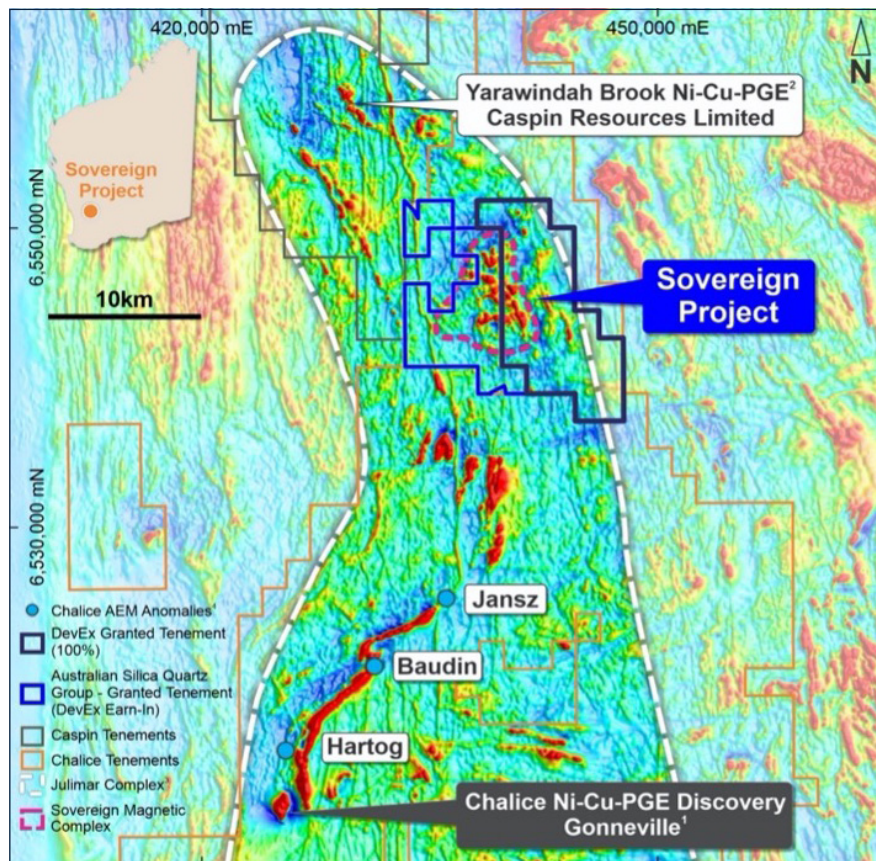 420,000 mE
450,000 mE
N
Yarawindah Brook Ni-Cu-PGE²
Caspin Resources Limited
Sovereign
Project
6,550,000 mN
10km
Sovereign
Project
6,530,000 mN
Jansz
Baudin
Hartog
Chalice AEM Anomalies¹
DevEx Granted Tenement
(100%)
Australian Silica Quartz
Group - Granted Tenement
(DevEx Earn-In)
Caspin Tenements
Chalice Tenements
Julimar Complex³
Sovereign Magnetic
Complex
Chalice Ni-Cu-PGE Discovery
Gonneville¹